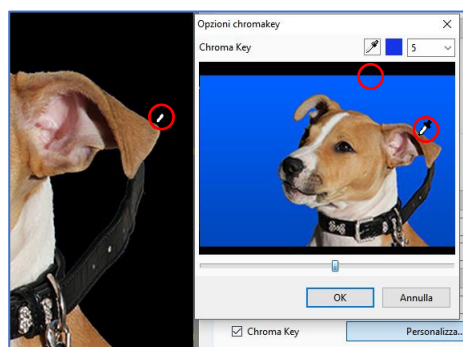 Opzioni chromakey
Chroma Key
5
OK
Annulla
Chroma Key
Personalizza..